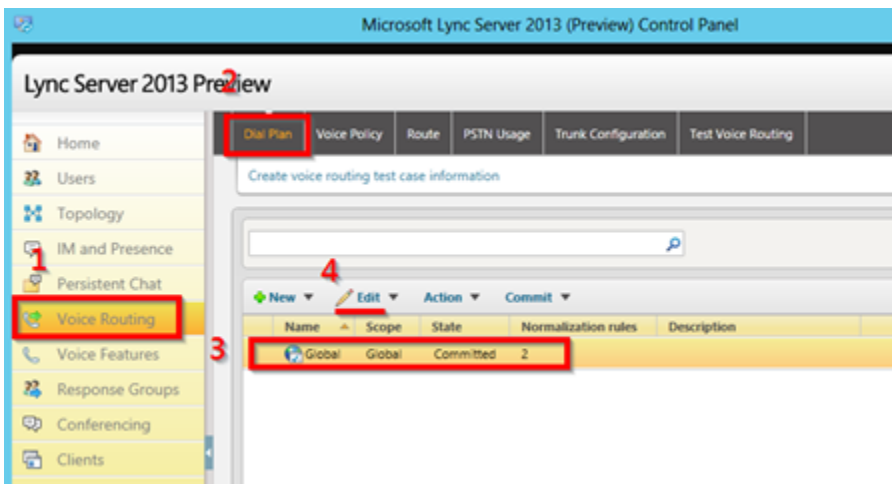 Microsoft Lync Server 2013 (Preview) Control Panel
Lync Server 2013 Preview
2
Dial Plan Voice Policy Route PSTN Usage Trunk Configuration Test Voice Routing
Create voice routing test case information
Home
Users
Topology
IM and Presence
1
Persistent Chat
Voice Routing
Voice Features
Response Groups
Conferencing
Clients
4
New Edit Action Commit
Name Scope State Normalization rules Description
3
Global Global Committed 2